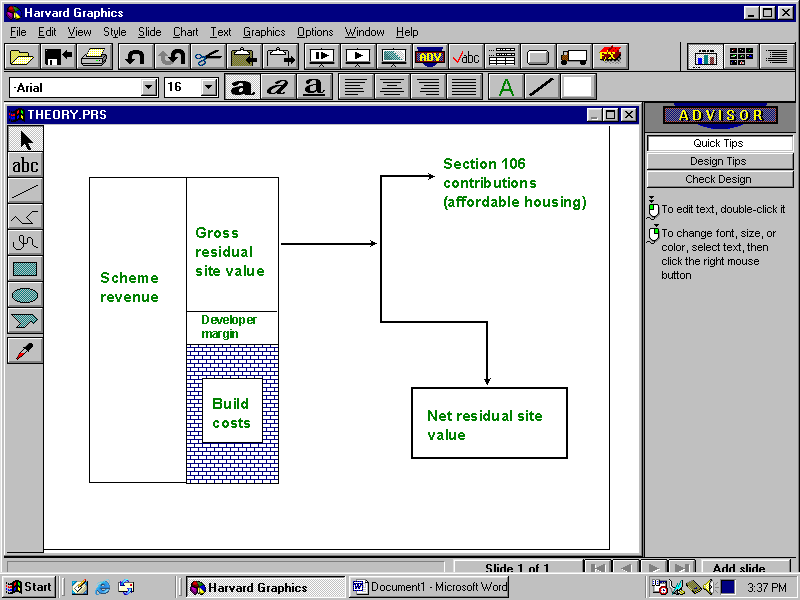 Harvard Graphics
File Edit View Style Slide Chart Text Graphics Options Window Help
ADV abc FX
·Arial 16 a a a A
THEORY.PRS
ADVISOR
Quick Tips
Design Tips
Check Design
To edit text, double-click it
To change font, size, or
color, select text, then
click the right mouse
button
abc
Scheme
revenue
Gross
residual
site value
Developer
margin
Build
costs
Section 106
contributions
(affordable housing)
Net residual site
value
Slide 1 of 1 Add slide
Start Harvard Graphics Document1 - Microsoft Word 3:37 PM